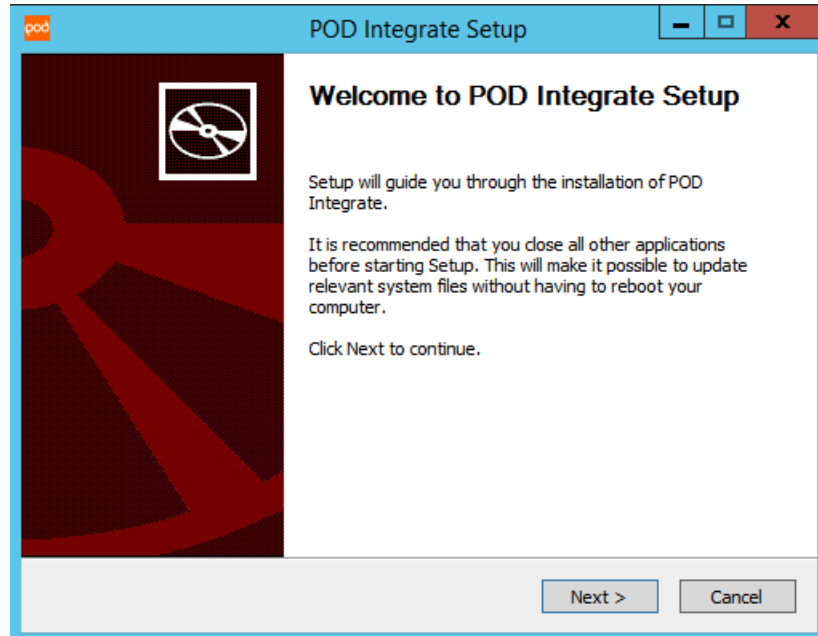 pod
POD Integrate Setup
Welcome to POD Integrate Setup
Setup will guide you through the installation of POD
Integrate.
It is recommended that you close all other applications
before starting Setup. This will make it possible to update
relevant system files without having to reboot your
computer.
Click Next to continue.
Next >
Cancel